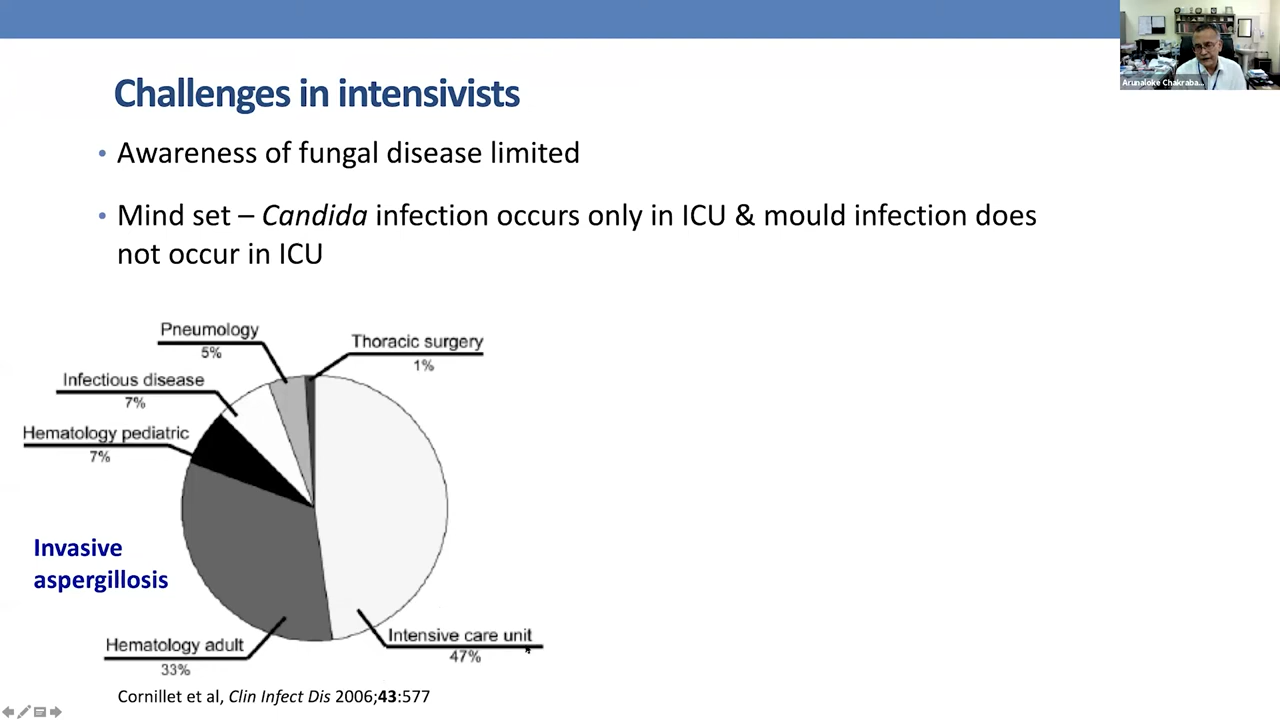 Arunaloke Chakraba...
Challenges in intensivists
• Awareness of fungal disease limited
• Mind set – Candida infection occurs only in ICU & mould infection does
not occur in ICU
Pneumology
5%
Thoracic surgery
1%
Infectious disease
7%
Hematology pediatric
7%
Invasive
aspergillosis
Hematology adult
33%
Intensive care unit
47%
Cornillet et al, Clin Infect Dis 2006;43:577